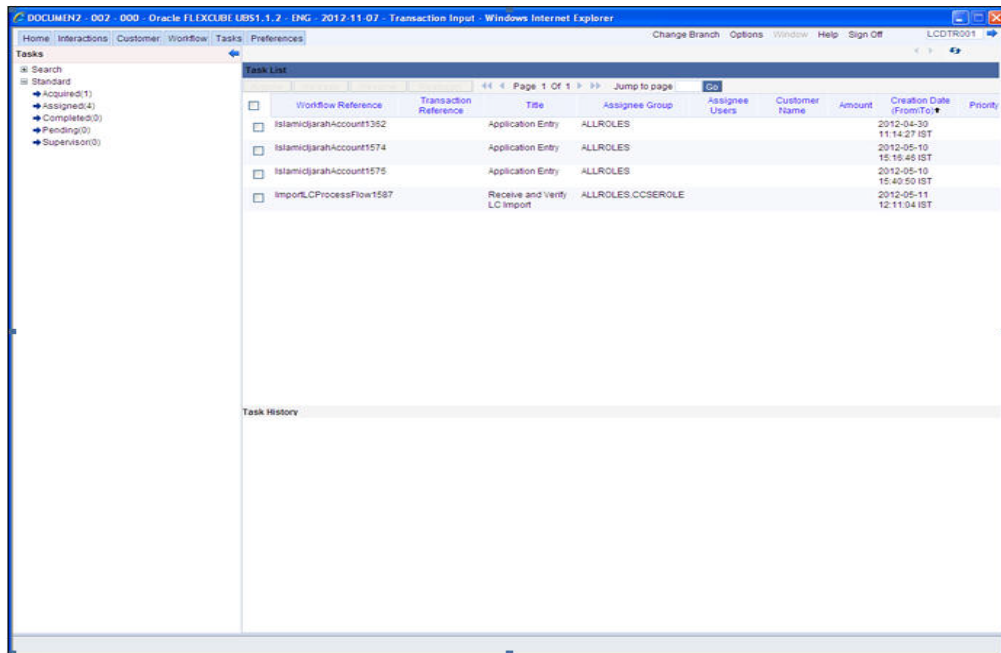 DOCUMEN2 - 002 - 000 - Oracle FLEXCUBE UBS1.1.2 - ENG - 2012-11-07 - Transaction Input - Windows Internet Explorer
Home Interactions Customer Workflow Tasks Preferences
Change Branch Options Window Help Sign Off LCDTR001
Tasks
Search
Standard
Acquired(1)
Assigned(4)
Completed(0)
Pending(0)
Supervisor(0)
Task List
Page 1 Of 1 Jump to page Go
Workflow Reference Transaction Reference Title Assignee Group Assignee Users Customer Name Amount Creation Date (From\To) Priority
IslamicIjarahAccount1352 Application Entry ALLROLES 2012-04-30 11:14:27 IST
IslamicIjarahAccount1574 Application Entry ALLROLES 2012-05-10 15:16:46 IST
IslamicIjarahAccount1575 Application Entry ALLROLES 2012-05-10 15:40:50 IST
ImportLCProcessFlow1587 Receive and Verify LC Import ALLROLES,CCSEROLE 2012-05-11 12:11:04 IST
Task History